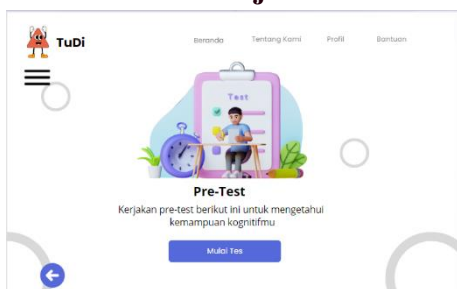 TuDi
Beranda Tentang Kami Profil Bantuan
Test
Pre-Test
Kerjakan pre-test berikut ini untuk mengetahui
kemampuan kognitifmu
Mulai Tes